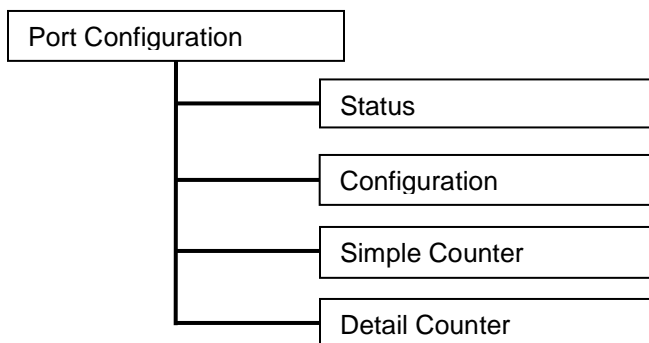 Port Configuration
Status
Configuration
Simple Counter
Detail Counter